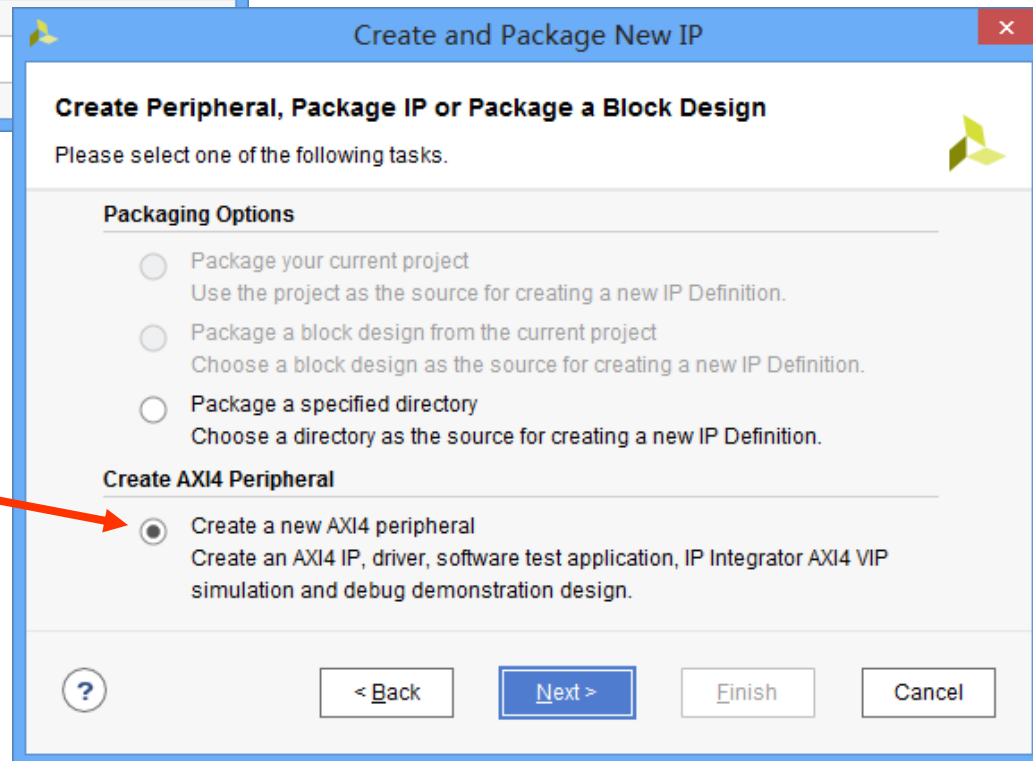 Create and Package New IP
Create Peripheral, Package IP or Package a Block Design
Please select one of the following tasks.
Packaging Options
Package your current project
Use the project as the source for creating a new IP Definition.
Package a block design from the current project
Choose a block design as the source for creating a new IP Definition.
Package a specified directory
Choose a directory as the source for creating a new IP Definition.
Create AXI4 Peripheral
Create a new AXI4 peripheral
Create an AXI4 IP, driver, software test application, IP Integrator AXI4 VIP
simulation and debug demonstration design.
? < Back Next > Finish Cancel